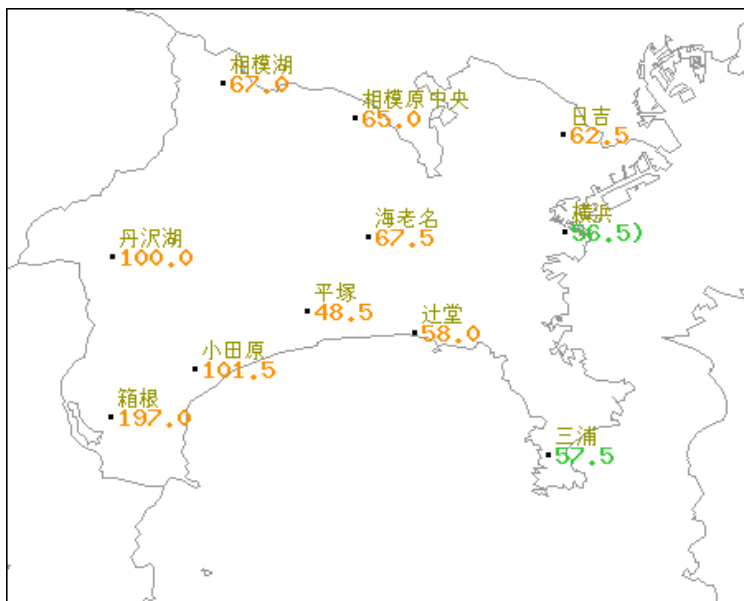 相模湖
67.0
相模原中央
65.0
日吉
62.5
横浜
56.5)
海老名
67.5
丹沢湖
100.0
平塚
48.5
辻堂
58.0
小田原
101.5
箱根
197.0
三浦
57.5